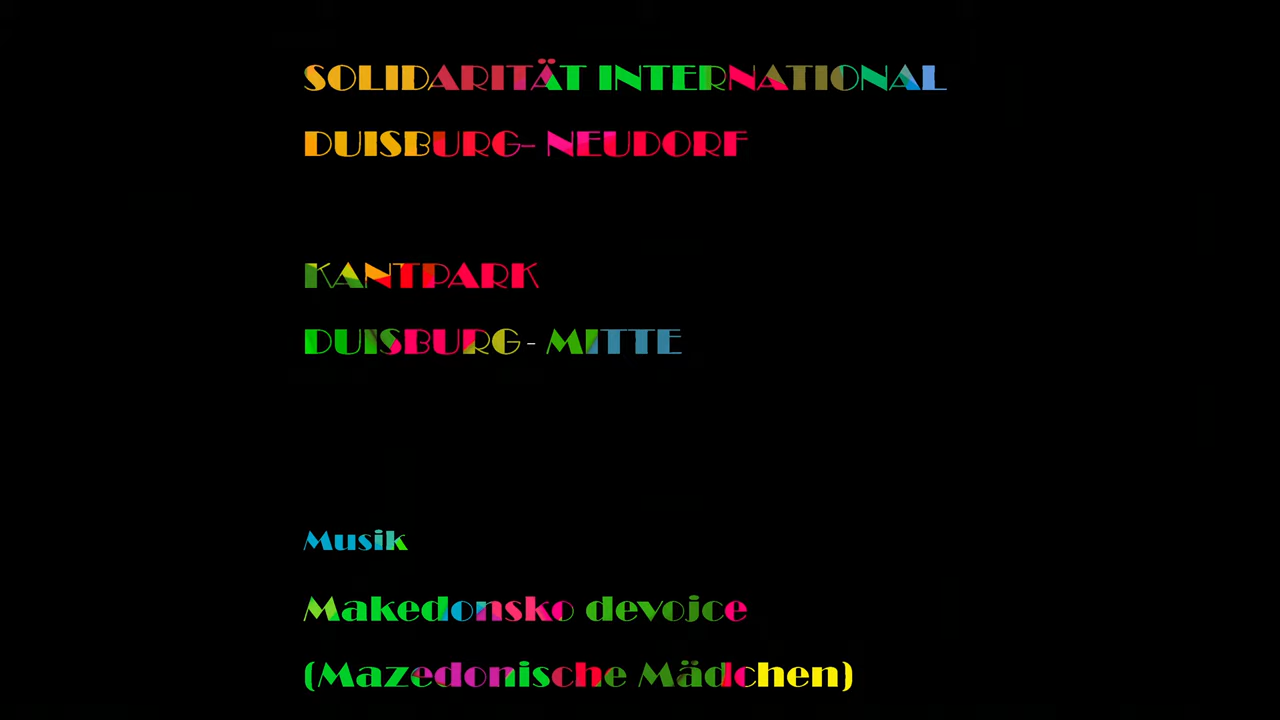 SOLIDARITÄT INTERNATIONAL
DUISBURG- NEUDORF
KANTPARK
DUISBURG- MITTE
Musik
Makedonsko devojce
(Mazedonische Mädchen)